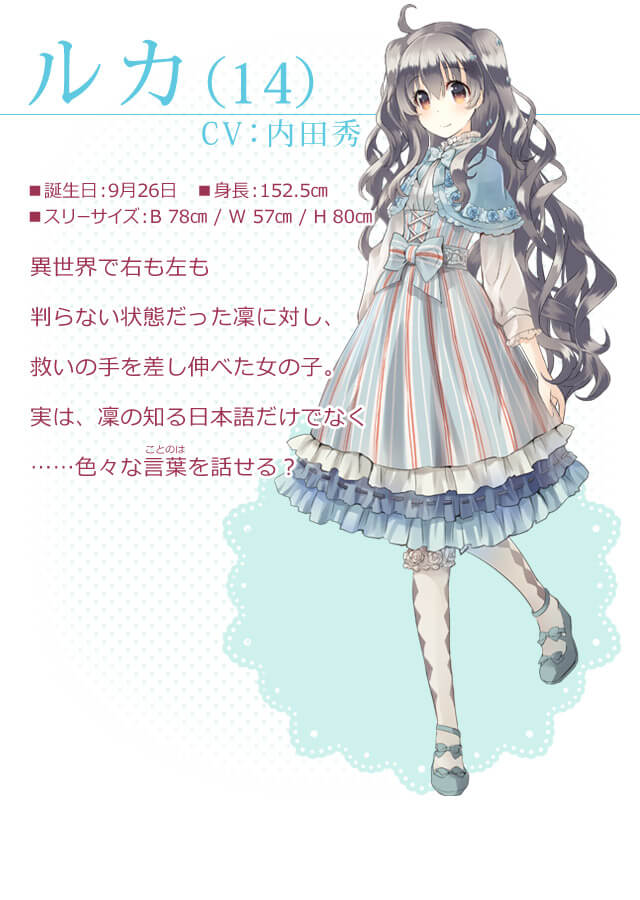 ルカ（14）
CV：内田秀
■誕生日：9月26日　■身長：152.5㎝
■スリーサイズ：B 78㎝ / W 57㎝ / H 80㎝
異世界で右も左も
判らない状態だった凜に対し、
救いの手を差し伸べた女の子。
実は、凜の知る日本語だけでなく
ことのは
……色々な言葉を話せる？